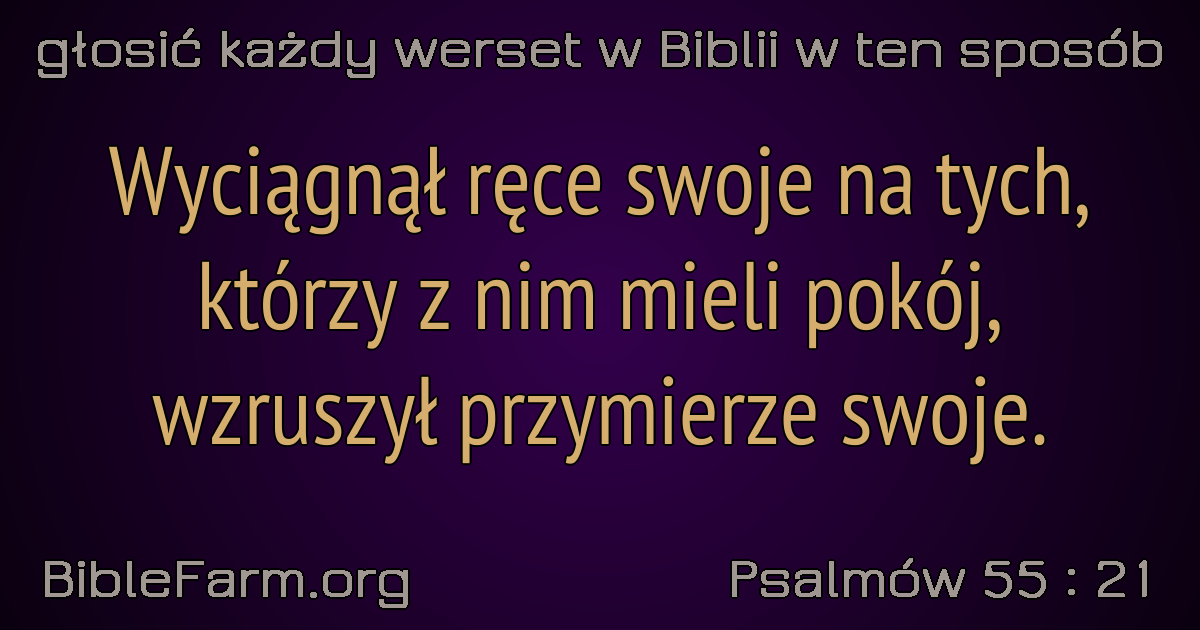 głosić każdy werset w Biblii w ten sposób
Wyciągnął ręce swoje na tych,
którzy z nim mieli pokój,
wzruszył przymierze swoje.
BibleFarm.org
Psalmów 55 : 21